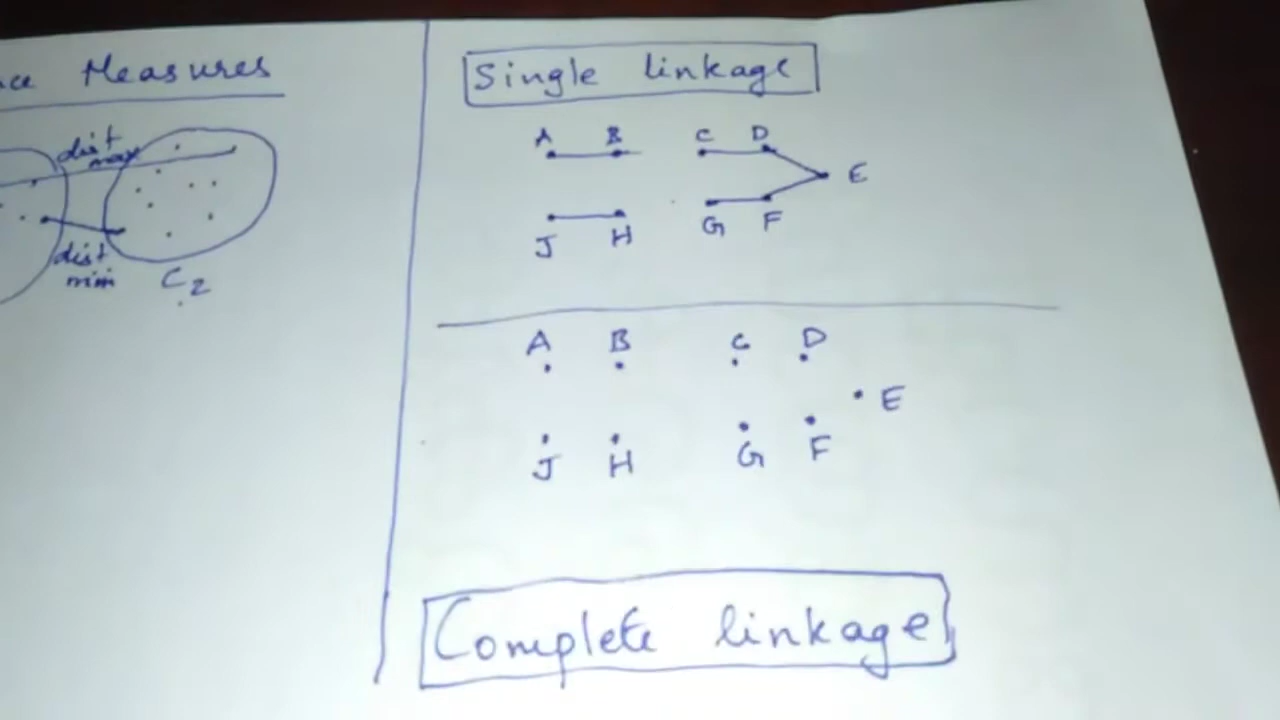 Measures
dist
max
dist
min
C2
Single linkage
A B C D
E
J H G F
A B C D
E
J H G F
Complete linkage